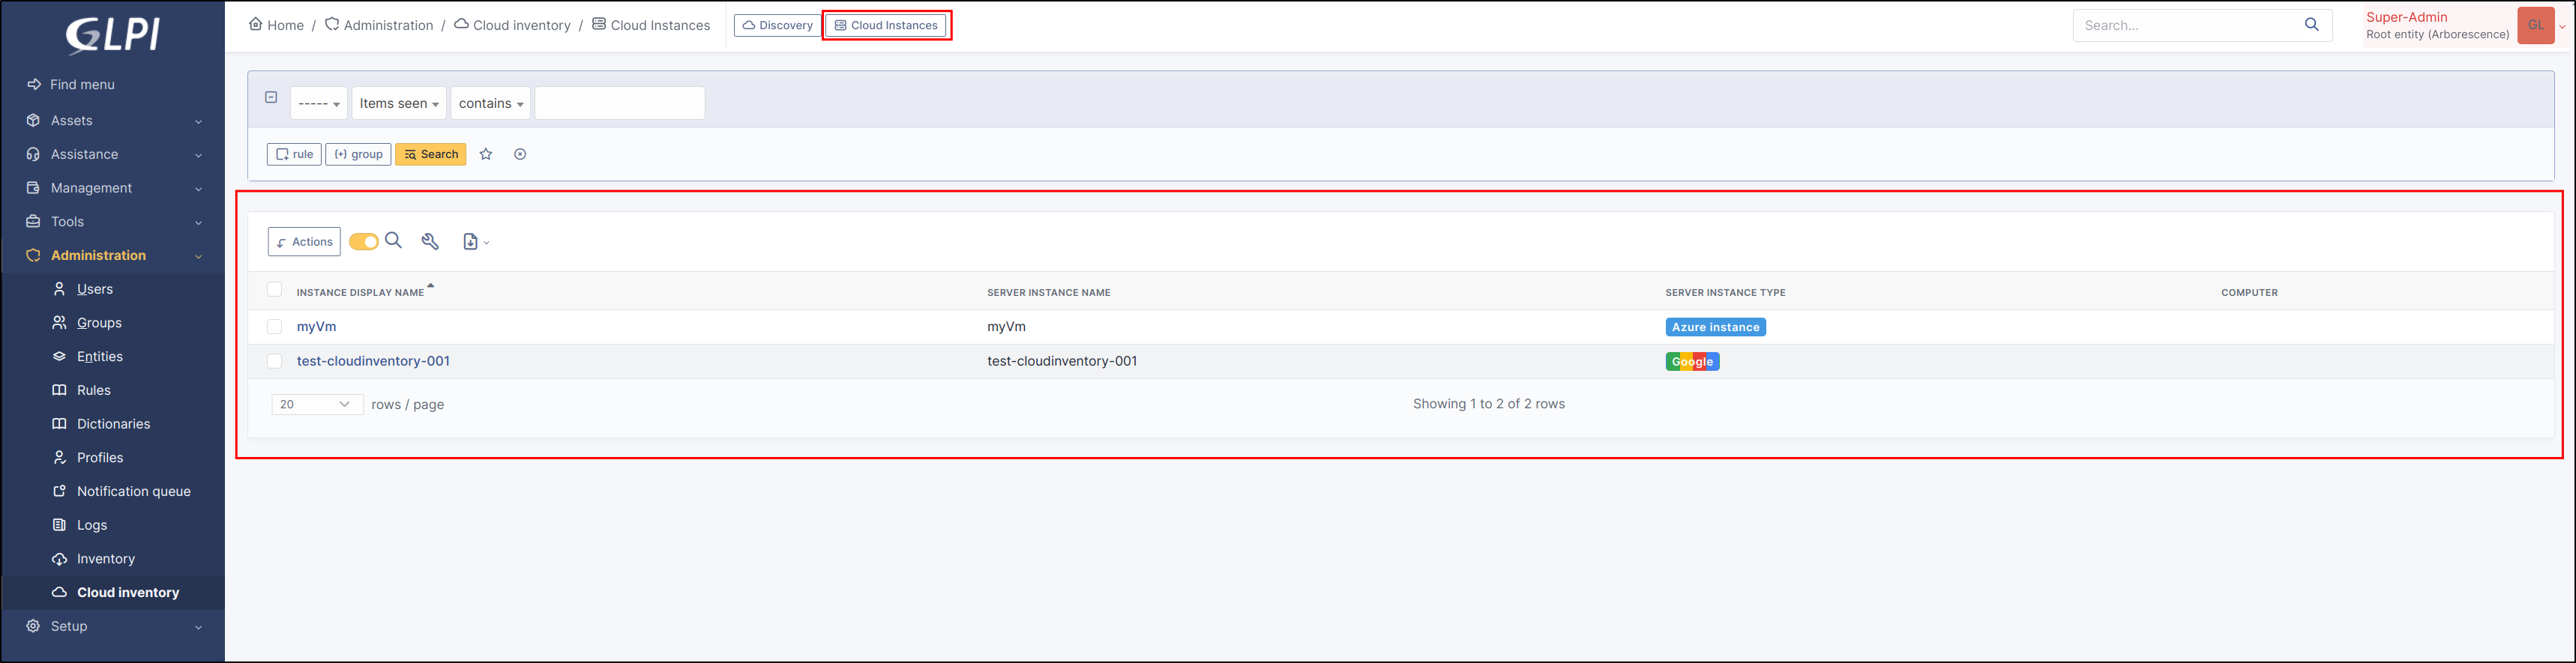 GLPI
Find menu
Assets
Assistance
Management
Tools
Administration
Users
Groups
Entities
Rules
Dictionaries
Profiles
Notification queue
Logs
Inventory
Cloud inventory
Setup
Home / Administration / Cloud inventory / Cloud Instances
Discovery Cloud Instances
Search...
Super-Admin
Root entity (Arborescence)
GL
----- Items seen contains
rule (+) group Search
Actions
INSTANCE DISPLAY NAME SERVER INSTANCE NAME SERVER INSTANCE TYPE COMPUTER
myVm myVm Azure instance
test-cloudinventory-001 test-cloudinventory-001 Google
20 rows / page Showing 1 to 2 of 2 rows